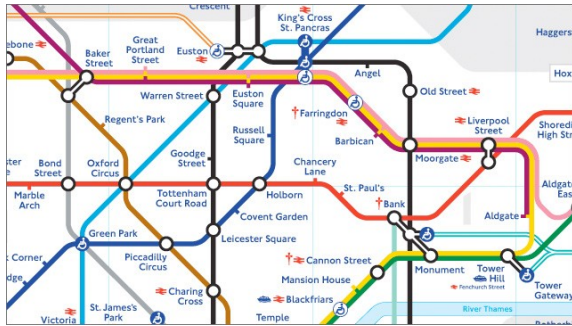 Crescent
King's Cross
St. Pancras
Haggers
ebone
Baker
Street
Great
Portland
Street
Euston
Angel
Hox
Warren Street
Euston
Square
Farringdon
Old Street
Liverpool
Street
Regent's Park
Russell
Square
Barbican
Shoredi
High Stre
Goodge
Street
Moorgate
ster
Bond
Street
Oxford
Circus
Chancery
Lane
Aldgate
Eas
Marble
Arch
Tottenham
Court Road
Holborn
St. Paul's
Bank
Covent Garden
Aldgate
Green Park
Leicester Square
k Corner
Piccadilly
Circus
Cannon Street
dge
Mansion House
Monument
Tower
Hill
Fenchurch Street
Tower
Gateway
Charing
Cross
Blackfriars
St. James's
Park
River Thames
Victoria
Temple